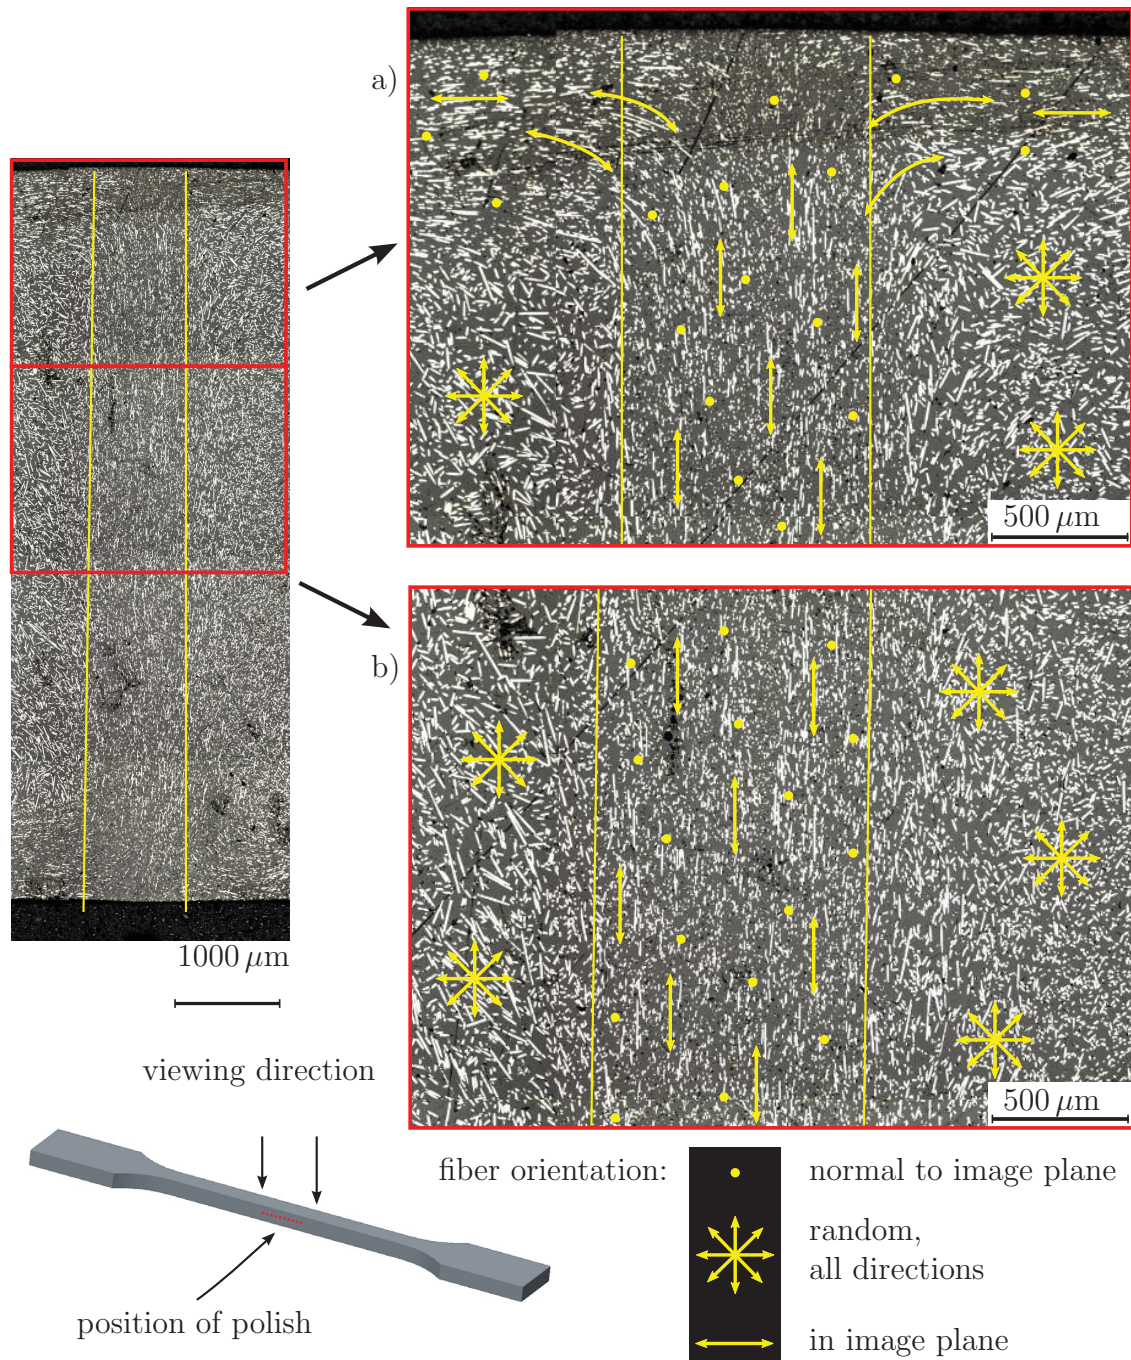 a)
500 µm
b)
1000 µm
500 µm
viewing direction
position of polish
fiber orientation:
normal to image plane
random,
all directions
in image plane